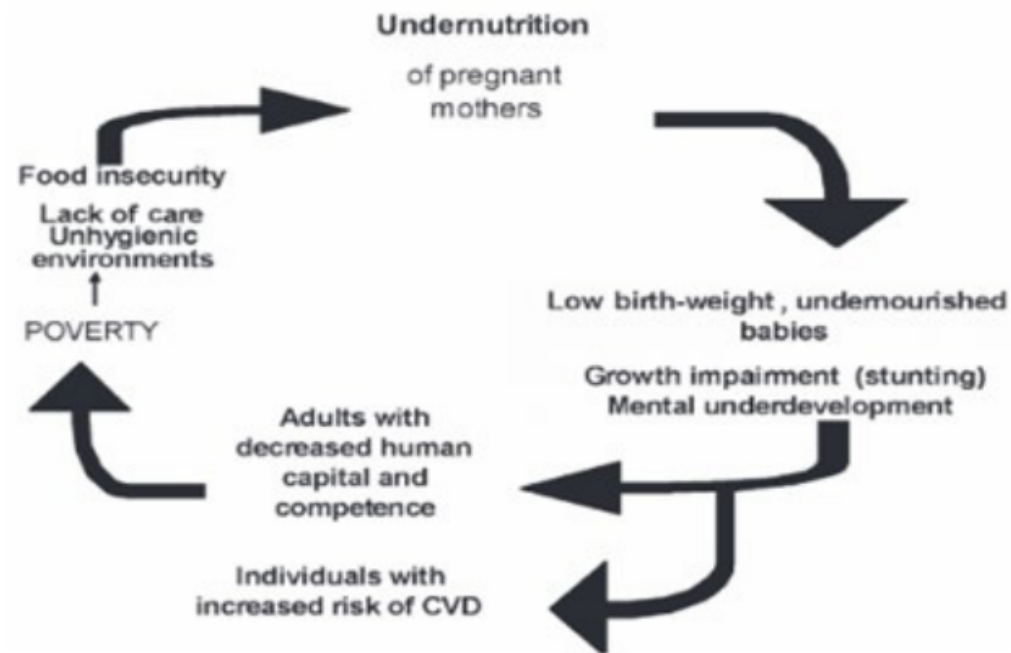 Undernutrition
of pregnant
mothers
Food insecurity
Lack of care
Unhygienic
environments
POVERTY
Low birth-weight , undernourished
babies
Growth impairment (stunting)
Mental underdevelopment
Adults with
decreased human
capital and
competence
Individuals with
increased risk of CVD